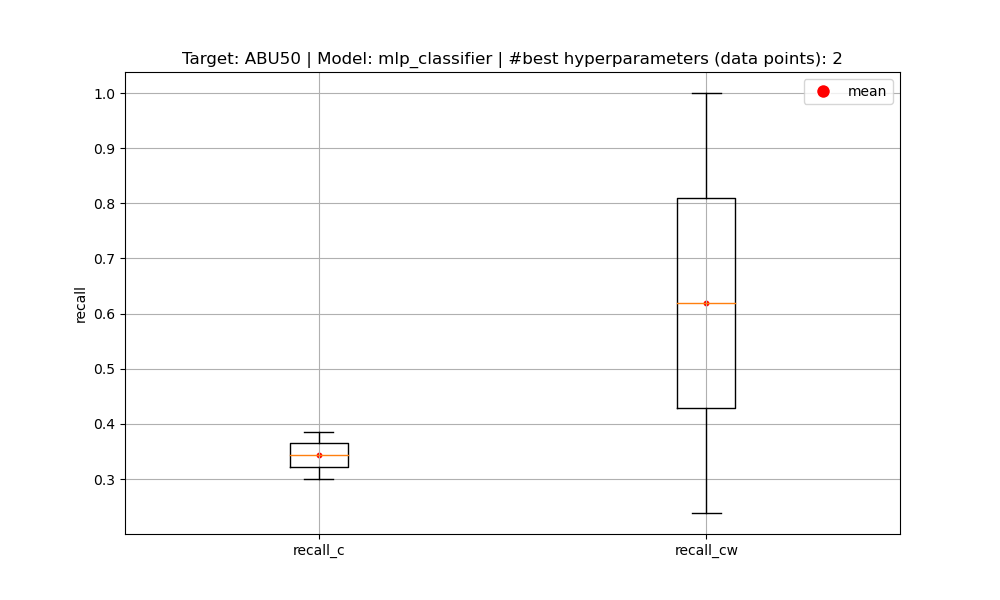 Target: ABU50 | Model: mlp_classifier | #best hyperparameters (data points): 2
mean
1.0
0.9
0.8
0.7
0.6
0.5
0.4
0.3
recall
recall_c
recall_cw